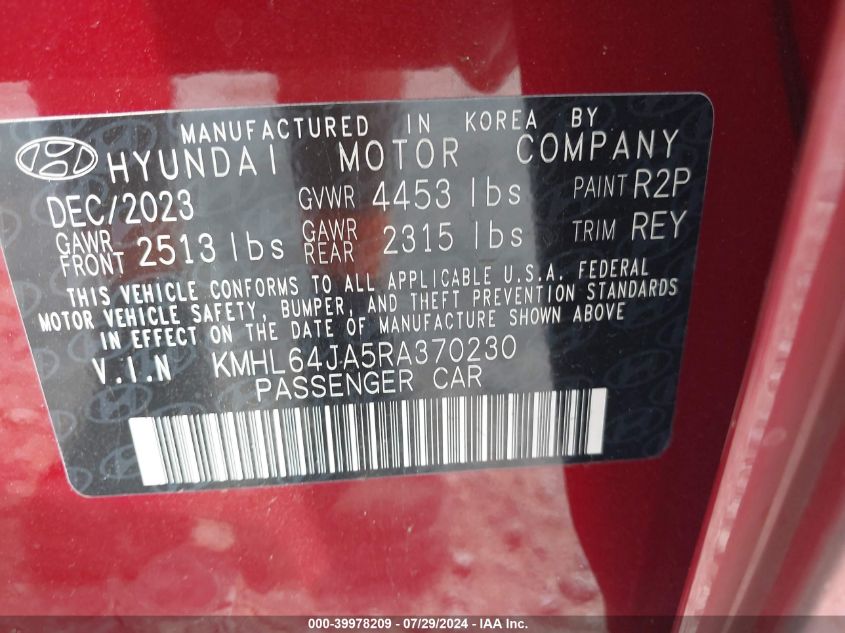 MANUFACTURED IN KOREA BY
HYUNDAI MOTOR COMPANY
DEC/2023 GVWR 4453 lbs PAINT R2P
GAWR FRONT 2513 lbs GAWR REAR 2315 lbs TRIM REY
THIS VEHICLE CONFORMS TO ALL APPLICABLE U.S.A. FEDERAL
MOTOR VEHICLE SAFETY, BUMPER, AND THEFT PREVENTION STANDARDS
IN EFFECT ON THE DATE OF MANUFACTURE SHOWN ABOVE
V.I.N KMHL64JA5RA370230
PASSENGER CAR
000-39978209 - 07/29/2024 - IAA Inc.